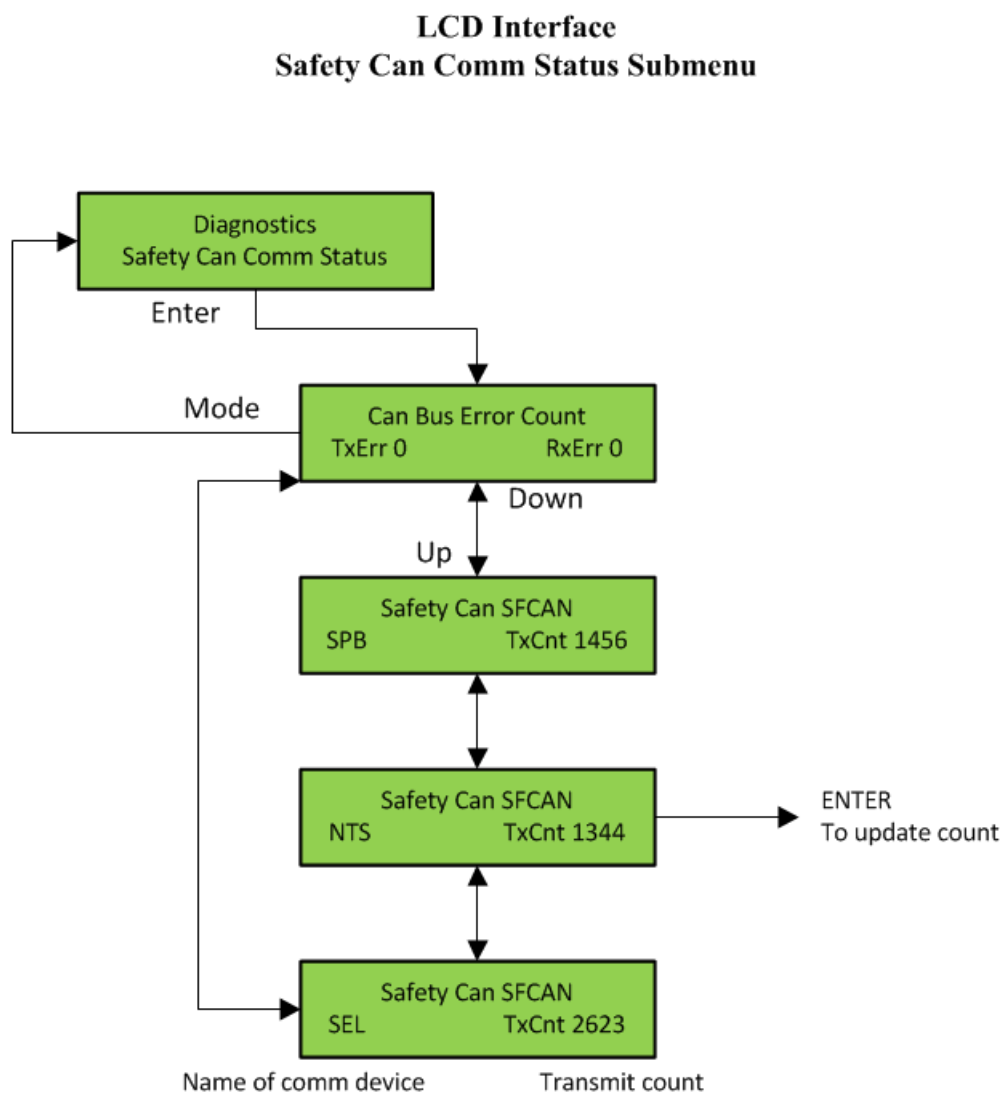 LCD Interface
Safety Can Comm Status Submenu
Diagnostics
Safety Can Comm Status
Enter
Mode
Can Bus Error Count
TxErr 0 RxErr 0
Down
Up
Safety Can SFCAN
SPB TxCnt 1456
Safety Can SFCAN
NTS TxCnt 1344
ENTER
To update count
Safety Can SFCAN
SEL TxCnt 2623
Name of comm device Transmit count